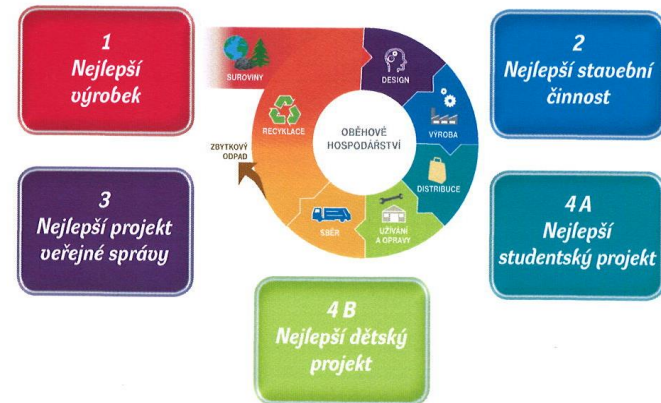 1
Nejlepší
výrobek
2
Nejlepší stavební
činnost
SUROVINY
DESIGN
RECYKLACE
OBĚHOVÉ
HOSPODÁŘSTVÍ
VÝROBA
ZBYTKOVÝ
ODPAD
DISTRIBUCE
SBĚR
UŽÍVÁNÍ
A OPRAVY
3
Nejlepší projekt
veřejné správy
4 A
Nejlepší
studentský projekt
4 B
Nejlepší dětský
projekt